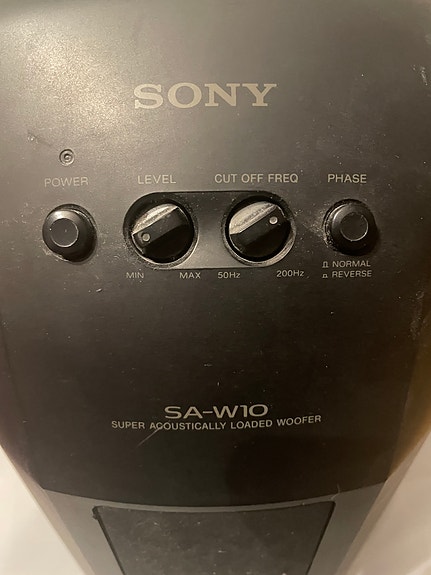 SONY
POWER LEVEL CUT OFF FREQ PHASE
MIN MAX 50Hz 200Hz
NORMAL
REVERSE
SA-W10
SUPER ACOUSTICALLY LOADED WOOFER